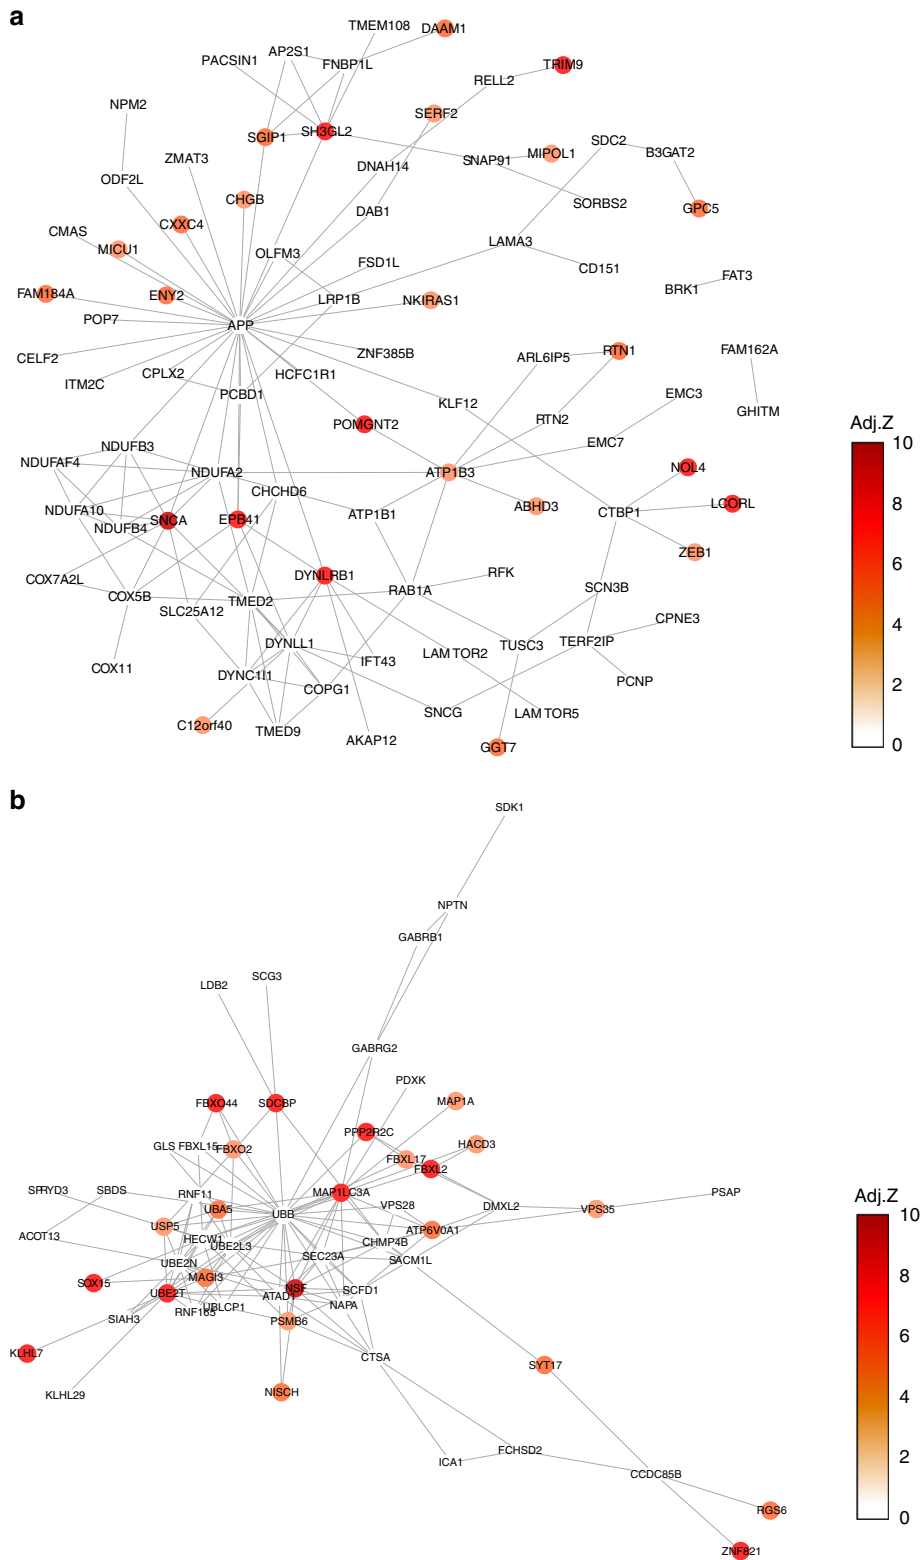 a
TMEM108
DAAM1
AP2S1
PACSIN1
FNBP1L
TRIM9
RELL2
NPM2
SERF2
SGIP1
SH3GL2
SDC2
B3GAT2
ZMAT3
DNAH14
SNAP91
MIPOL1
ODF2L
CHGB
SORBS2
GPC5
DAB1
CXXC4
CMAS
MICU1
OLFM3
LAMA3
FSD1L
CD151
FAT3
FAM184A
ENY2
LRP1B
NKIRAS1
BRK1
POP7
APP
CELF2
ZNF385B
ARL6IP5
RTN1
FAM162A
ITM2C
CPLX2
HCFC1R1
PCBD1
EMC3
KLF12
GHITM
POMGNT2
RTN2
EMC7
Adj.Z
10
NDUFB3
NDUFAF4
NDUFA2
ATP1B3
NOL4
CHCHD6
8
NDUFA10
SNCA
EPB41
ATP1B1
ABHD3
CTBP1
LCORL
NDUFB4
ZEB1
6
COX7A2L
DYNLRB1
RFK
COX5B
TMED2
RAB1A
SCN3B
SLC25A12
4
CPNE3
DYNLL1
TUSC3
TERF2IP
LAM TOR2
IFT43
COX11
DYNC1I1
COPG1
PCNP
2
SNCG
LAM TOR5
C12orf40
TMED9
AKAP12
GGT7
0
b
SDK1
NPTN
GABRB1
SCG3
LDB2
GABRG2
PDXK
FBXO44
SDCBP
MAP1A
PPP2R2C
HACD3
GLS
FBXL15
FBXO2
FBXL17
FBXL2
SPRYD3
SBDS
RNF11
MAP1LC3A
PSAP
UBA5
UBB
VPS28
DMXL2
VPS35
Adj.Z
10
USP5
ATP6V0A1
ACOT13
HECW1
UBE2L3
CHMP4B
SEC23A
SACM1L
UBE2N
8
SOX15
MAGI3
NSF
UBE2T
ATAD1
SCFD1
UBLCP1
NAPA
RNF185
SIAH3
PSMB6
6
KLHL7
CTSA
SYT17
KLHL29
NISCH
4
FCHSD2
ICA1
2
CCDC85B
RGS6
0
ZNF821